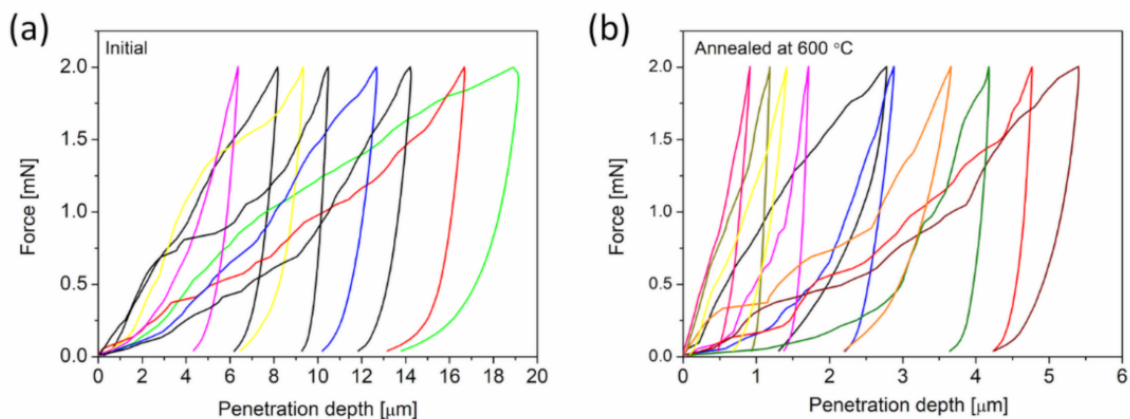 (a)
Initial
2.0
1.5
1.0
0.5
0.0
Force [mN]
0 2 4 6 8 10 12 14 16 18 20
Penetration depth [μm]
(b)
Annealed at 600 °C
2.0
1.5
1.0
0.5
0.0
Force [mN]
0 1 2 3 4 5 6
Penetration depth [μm]